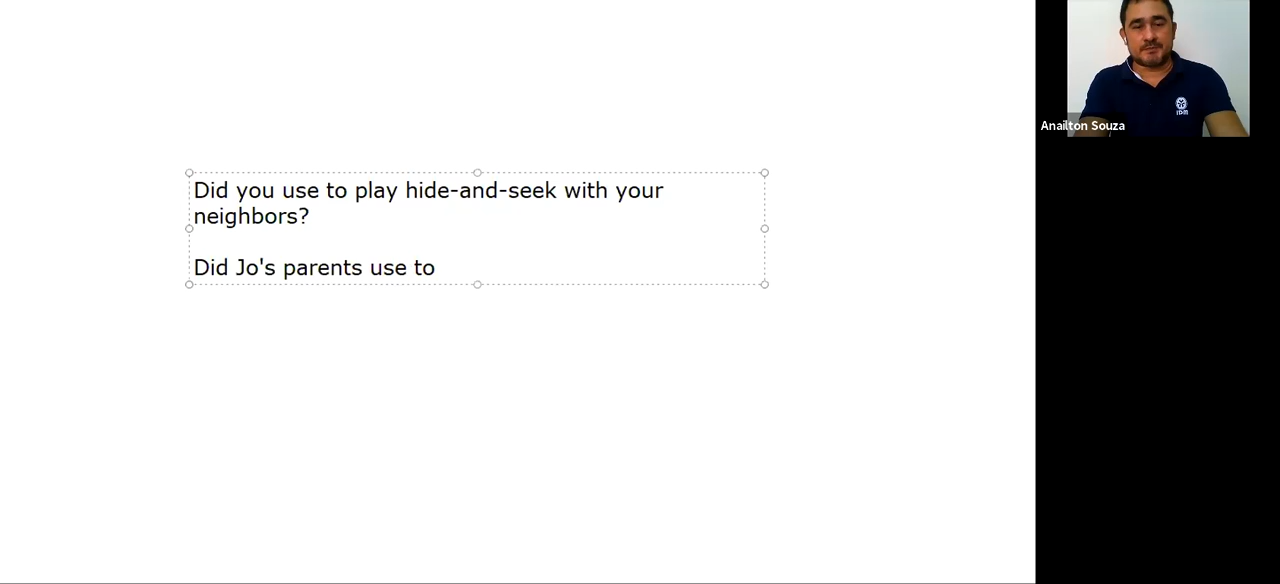 Did you use to play hide-and-seek with your
neighbors?
Did Jo's parents use to
Anailton Souza